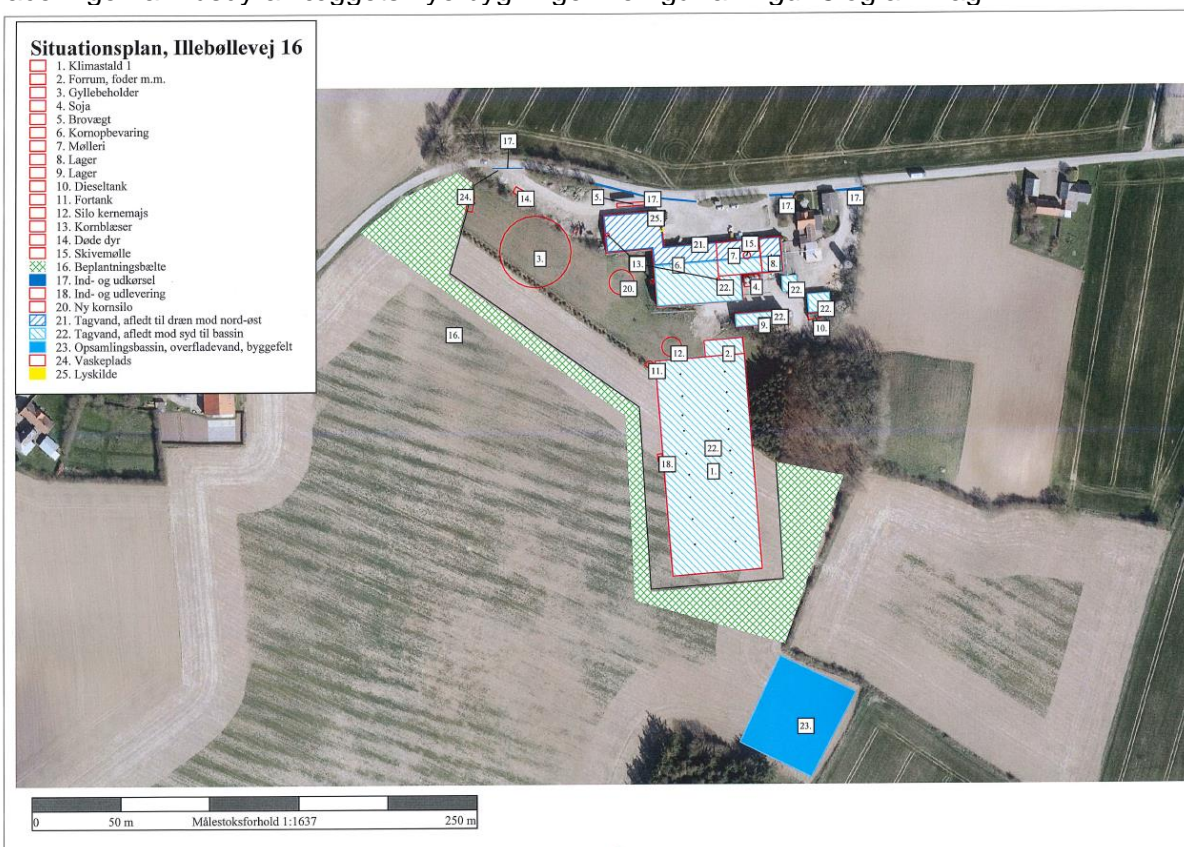 Situationsplan, Illebøllevej 16
1. Klimastald 1
2. Forrum, foder m.m.
3. Gyllebeholder
4. Soja
5. Brovægt
6. Kornopbevaring
7. Mølleri
8. Lager
9. Lager
10. Dieseltank
11. Fortank
12. Silo kernemajs
13. Kornblæser
14. Døde dyr
15. Skivemølle
16. Beplantningsbælte
17. Ind- og udkørsel
18. Ind- og udlevering
20. Ny kornsilo
21. Tagvand, afledt til dræn mod nord-øst
22. Tagvand, afledt mod syd til bassin
23. Opsamlingsbassin, overfladevand, byggefelt
24. Vaskeplads
25. Lyskilde
17.
24.
14.
5.
17.
17.
17.
25.
3.
21.
15.
7.
13.
6.
8.
20.
22.
4.
22.
22.
22.
9.
10.
16.
12.
2.
11.
22.
18.
1.
23.
0
50 m
Målestoksforhold 1:1637
250 m